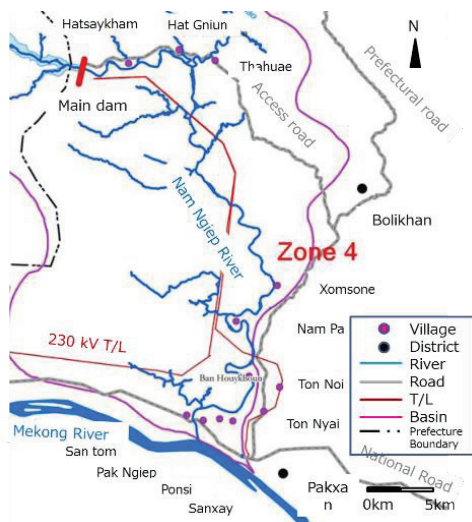 Hatsaykham
Hat Gniun
N
Thahuae
Main dam
Access road
Prefectural road
Bolikhan
Nam Ngiep River
Zone 4
Xomsone
Nam Pa
230 kV T/L
Ban Houykhoun
Ton Noi
Ton Nyai
Village
District
River
Road
T/L
Basin
Prefecture
Boundary
Mekong River
San tom
Pak Ngiep
Ponsi
Sanxay
Pakxa
n
National Road
0km
5km